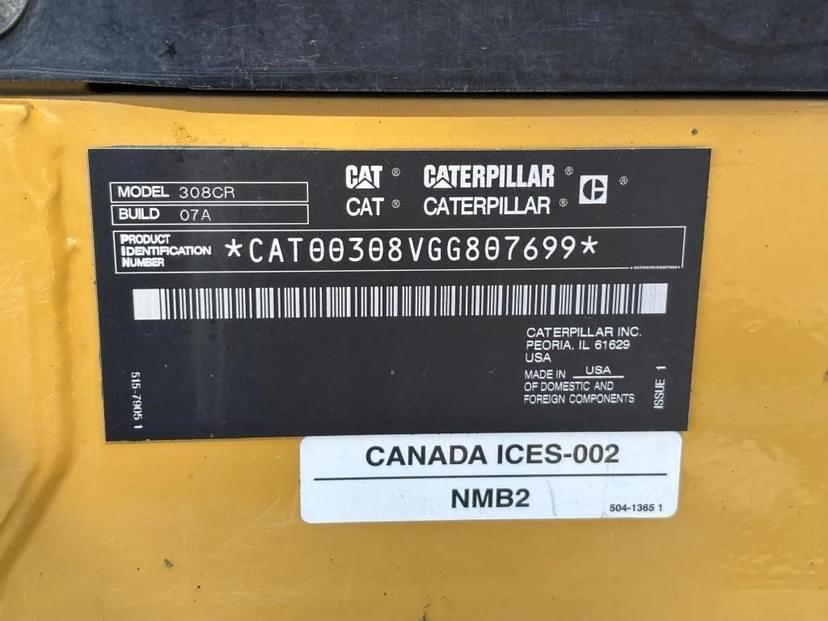 CAT ® CATERPILLAR ® C ®
CAT ® CATERPILLAR ®
MODEL 308CR
BUILD 07A
PRODUCT IDENTIFICATION NUMBER *CAT00308VGG807699*
CATERPILLAR INC.
PEORIA, IL 61629
USA
MADE IN USA
OF DOMESTIC AND
FOREIGN COMPONENTS
515-7905 1
ISSUE 1
CANADA ICES-002
NMB2
504-1365 1